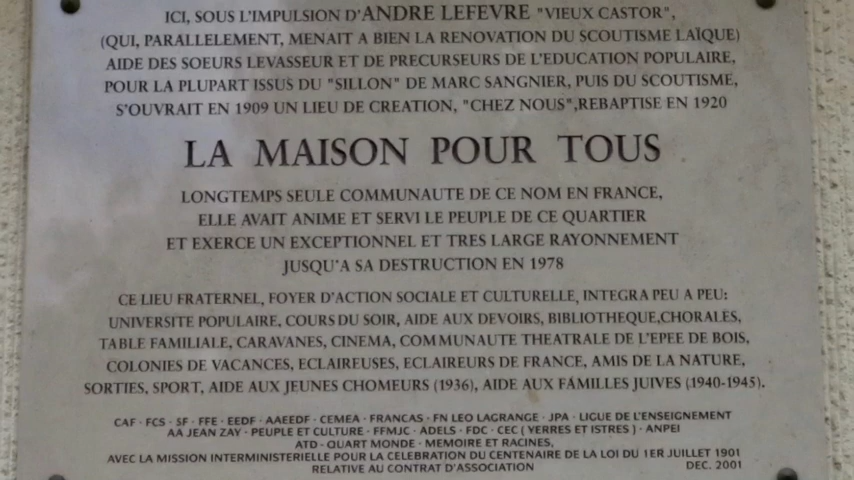 ICI, SOUS L'IMPULSION D'ANDRE LEFEVRE "VIEUX CASTOR",
(QUI, PARALLELEMENT, MENAIT A BIEN LA RENOVATION DU SCOUTISME LAÏQUE)
AIDE DES SOEURS LEVASSEUR ET DE PRECURSEURS DE L'EDUCATION POPULAIRE,
POUR LA PLUPART ISSUS DU "SILLON" DE MARC SANGNIER, PUIS DU SCOUTISME,
S'OUVRAIT EN 1909 UN LIEU DE CREATION, "CHEZ NOUS",REBAPTISE EN 1920
LA MAISON POUR TOUS
LONGTEMPS SEULE COMMUNAUTE DE CE NOM EN FRANCE,
ELLE AVAIT ANIME ET SERVI LE PEUPLE DE CE QUARTIER
ET EXERCE UN EXCEPTIONNEL ET TRES LARGE RAYONNEMENT
JUSQU'A SA DESTRUCTION EN 1978
CE LIEU FRATERNEL, FOYER D'ACTION SOCIALE ET CULTURELLE, INTEGRA PEU A PEU:
UNIVERSITE POPULAIRE, COURS DU SOIR, AIDE AUX DEVOIRS, BIBLIOTHEQUE,CHORALES,
TABLE FAMILIALE, CARAVANES, CINEMA, COMMUNAUTE THEATRALE DE L'EPEE DE BOIS,
COLONIES DE VACANCES, ECLAIREUSES, ECLAIREURS DE FRANCE, AMIS DE LA NATURE,
SORTIES, SPORT, AIDE AUX JEUNES CHOMEURS (1936), AIDE AUX FAMILLES JUIVES (1940-1945).
CAF · FCS · SF · FFE · EEDF · AAEEDF · CEMEA · FRANCAS · FN LEO LAGRANGE · JPA · LIGUE DE L'ENSEIGNEMENT
AA JEAN ZAY · PEUPLE ET CULTURE · FFMJC · ADELS · FDC · CEC ( YERRES ET ISTRES ) · ANPEI
ATD · QUART MONDE · MEMOIRE ET RACINES,
AVEC LA MISSION INTERMINISTERIELLE POUR LA CELEBRATION DU CENTENAIRE DE LA LOI DU 1ER JUILLET 1901
RELATIVE AU CONTRAT D'ASSOCIATION DEC. 2001